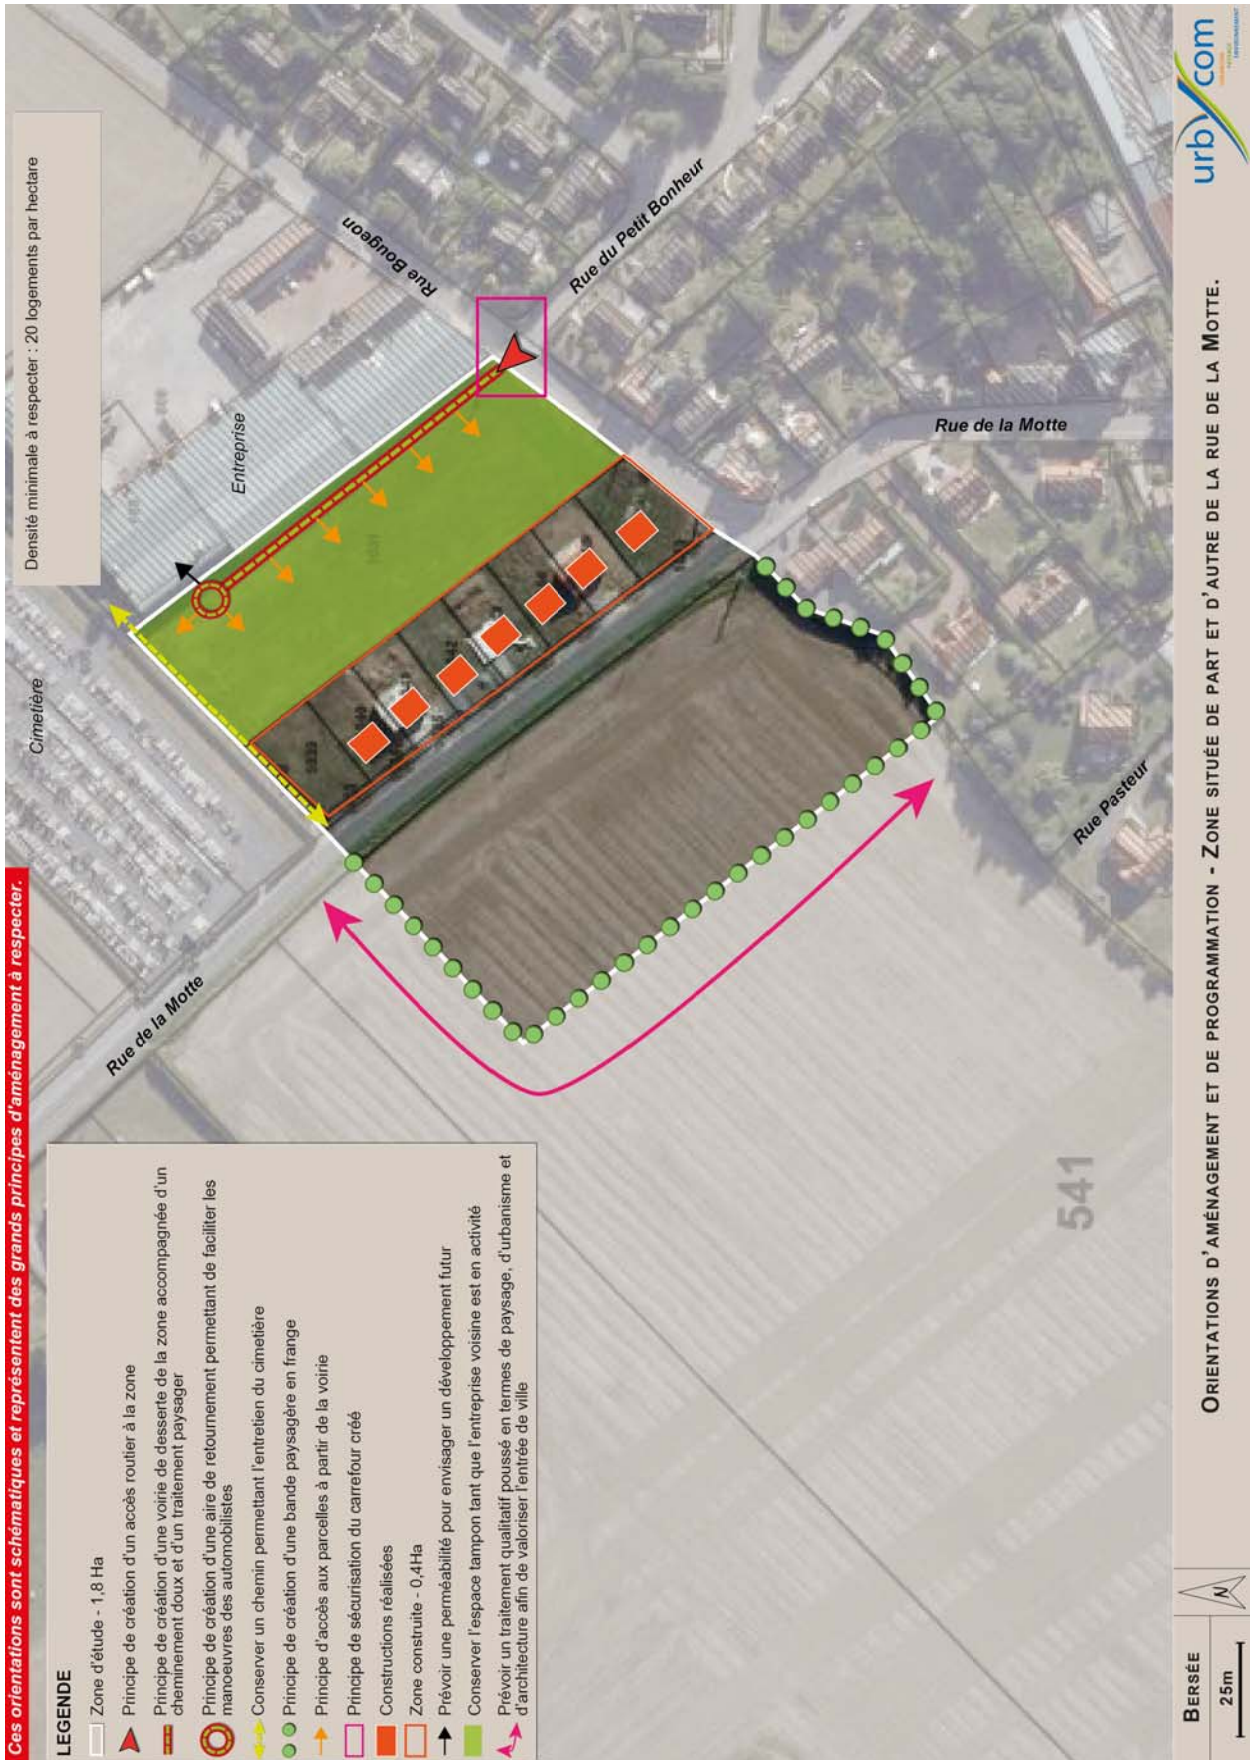 Ces orientations sont schématiques et représentent des grands principes d'aménagement à respecter.
Densité minimale à respecter : 20 logements par hectare
LEGENDE
Zone d'étude - 1,8 Ha
Principe de création d'un accès routier à la zone
Principe de création d'une voirie de desserte de la zone accompagnée d'un
cheminement doux et d'un traitement paysager
Principe de création d'une aire de retournement permettant de faciliter les
manoeuvres des automobilistes
Conserver un chemin permettant l'entretien du cimetière
Principe de création d'une bande paysagère en frange
Principe d'accès aux parcelles à partir de la voirie
Principe de sécurisation du carrefour créé
Constructions réalisées
Zone construite - 0,4Ha
Prévoir une perméabilité pour envisager un développement futur
Conserver l'espace tampon tant que l'entreprise voisine est en activité
Prévoir un traitement qualitatif poussé en termes de paysage, d'urbanisme et
d'architecture afin de valoriser l'entrée de ville
Cimetière
Entreprise
Rue Bougeon
Rue du Petit Bonheur
Rue de la Motte
Rue de la Motte
Rue Pasteur
541
BERSÉE
25m
N
ORIENTATIONS D'AMÉNAGEMENT ET DE PROGRAMMATION - ZONE SITUÉE DE PART ET D'AUTRE DE LA RUE DE LA MOTTE.
urbycom